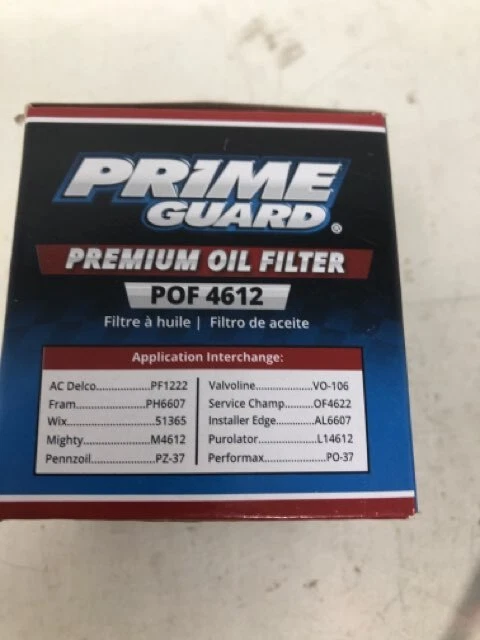 PRIME
GUARD®
PREMIUM OIL FILTER
POF 4612
Filtre à huile | Filtro de aceite
Application Interchange:
AC Delco..................PF1222
Fram........................PH6607
Wix............................51365
Mighty......................M4612
Pennzoil....................PZ-37
Valvoline..................VO-106
Service Champ........OF4622
Installer Edge..........AL6607
Purolator..................L14612
Performax................PO-37